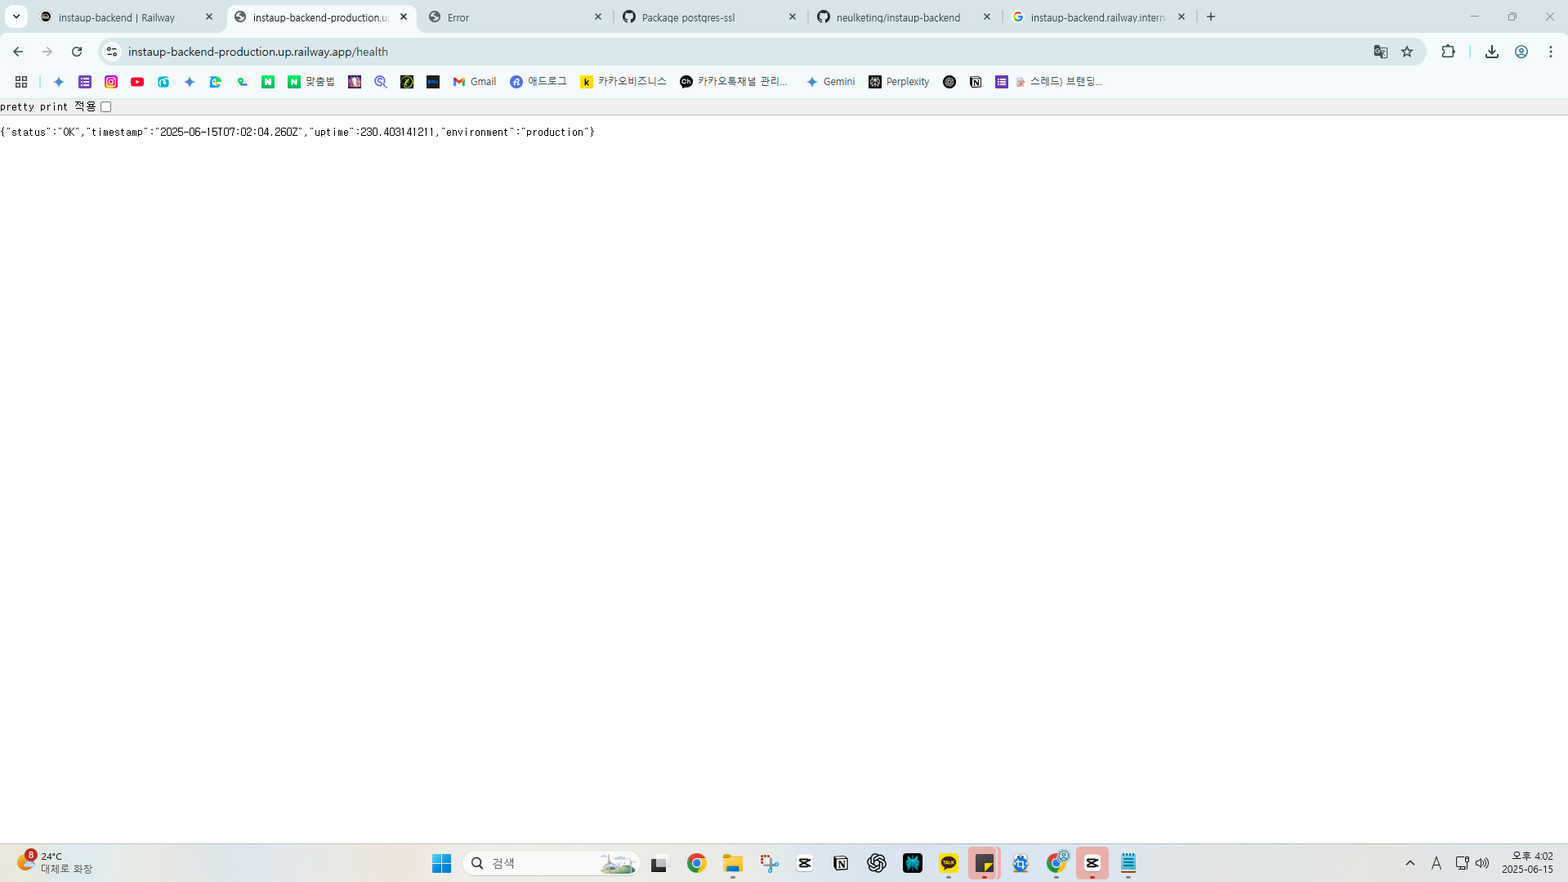 instaup-backend | Railway
instaup-backend-production.u
Error
Package postgres-ssl
neulketing/instaup-backend
instaup-backend.railway.intern
instaup-backend-production.up.railway.app/health
맞춤법
Gmail
애드로그
카카오비즈니스
카카오톡채널 관리...
Gemini
Perplexity
스레드) 브랜딩...
pretty print 적용
{"status":"OK","timestamp":"2025-06-15T07:02:04.260Z","uptime":230.403141211,"environment":"production"}
8
24°C
대체로 화창
검색
TALK
A
오후 4:02
2025-06-15